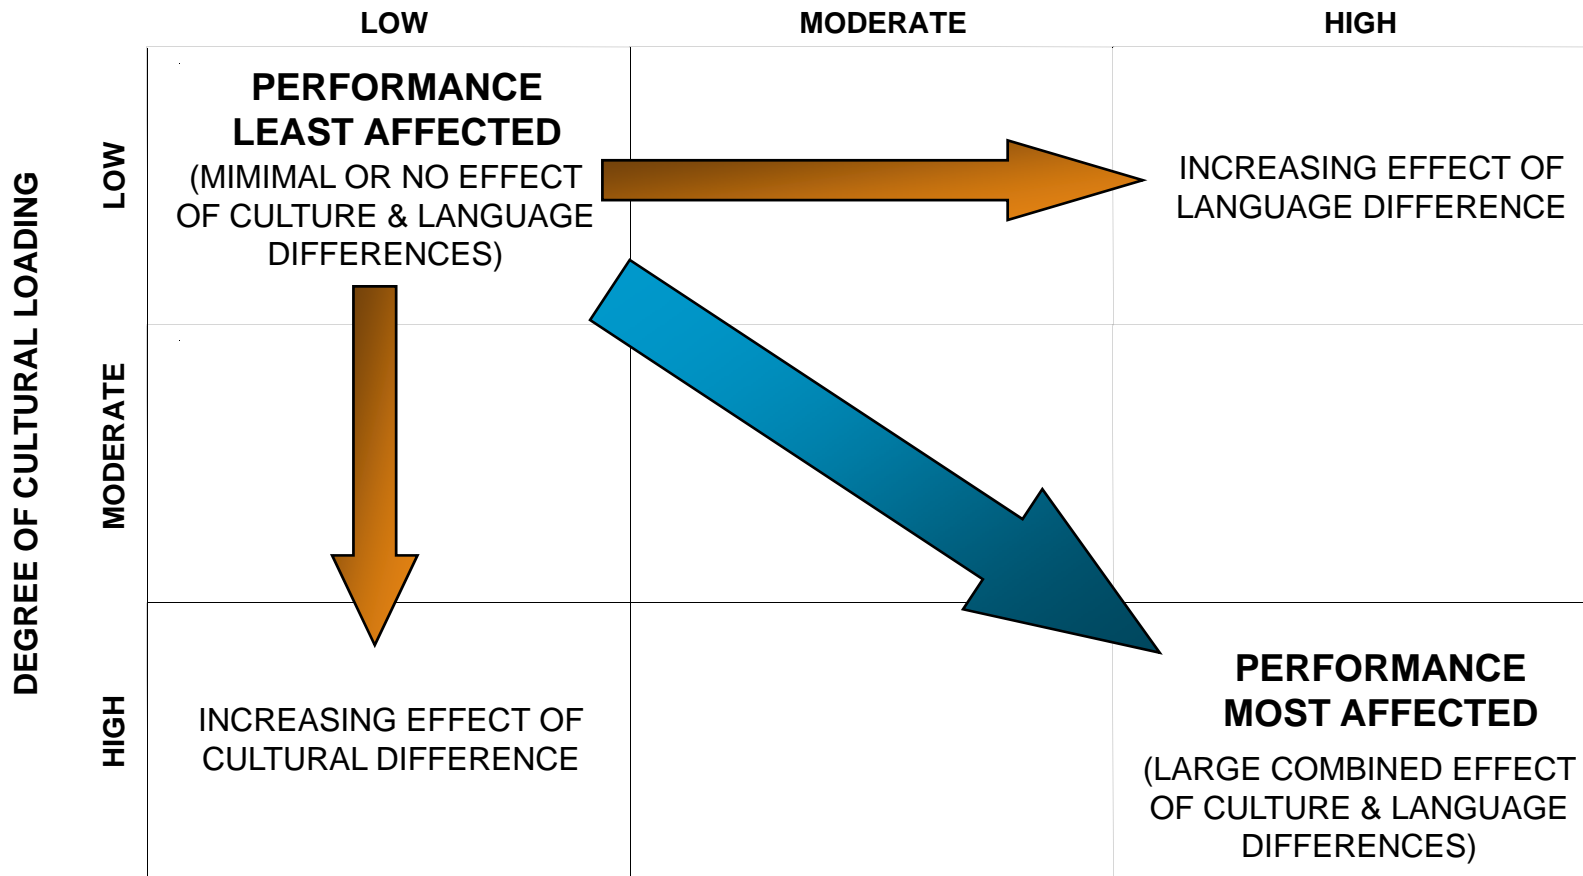 LOW
MODERATE
HIGH
DEGREE OF CULTURAL LOADING
LOW
PERFORMANCE
LEAST AFFECTED
(MIMIMAL OR NO EFFECT
OF CULTURE & LANGUAGE
DIFFERENCES)
INCREASING EFFECT OF
LANGUAGE DIFFERENCE
MODERATE
HIGH
INCREASING EFFECT OF
CULTURAL DIFFERENCE
PERFORMANCE
MOST AFFECTED
(LARGE COMBINED EFFECT
OF CULTURE & LANGUAGE
DIFFERENCES)